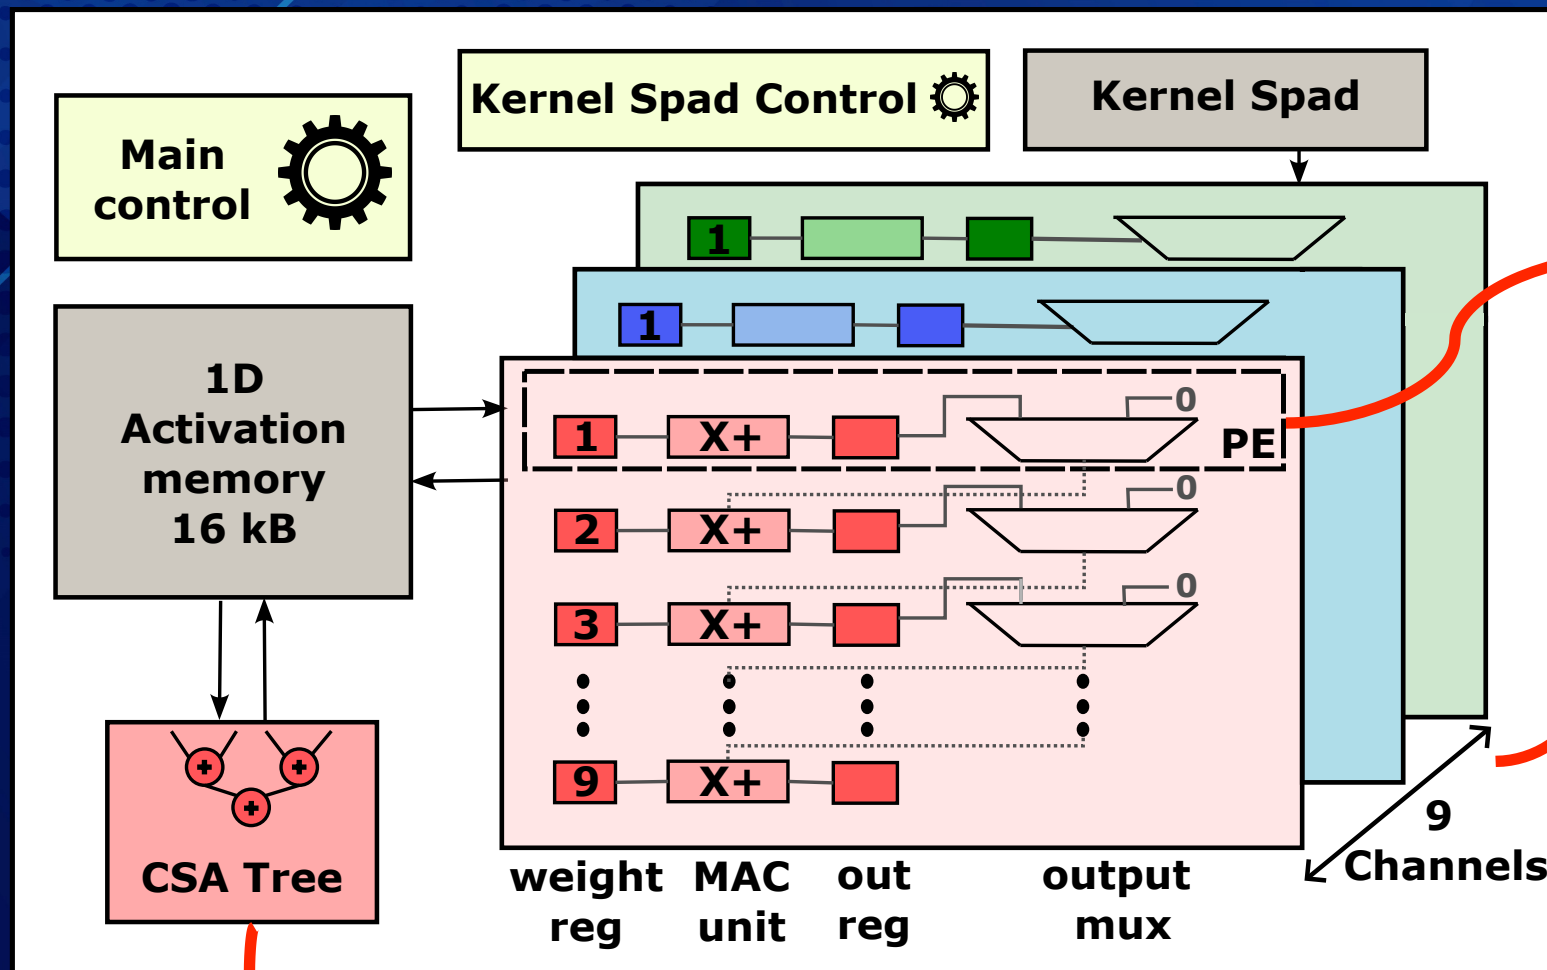 Kernel Spad Control
Kernel Spad
Main
control
1
1
1D
Activation
memory
16 kB
1 X+ 0
PE
2 X+ 0
3 X+ 0
9 X+
+ +
+
CSA Tree
9
Channels
weight reg
MAC unit
out reg
output mux